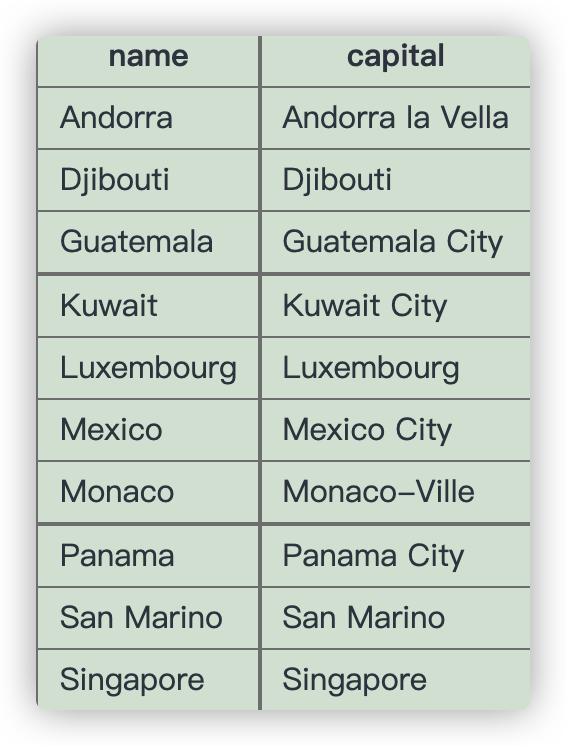 name capital
Andorra Andorra la Vella
Djibouti Djibouti
Guatemala Guatemala City
Kuwait Kuwait City
Luxembourg Luxembourg
Mexico Mexico City
Monaco Monaco–Ville
Panama Panama City
San Marino San Marino
Singapore Singapore